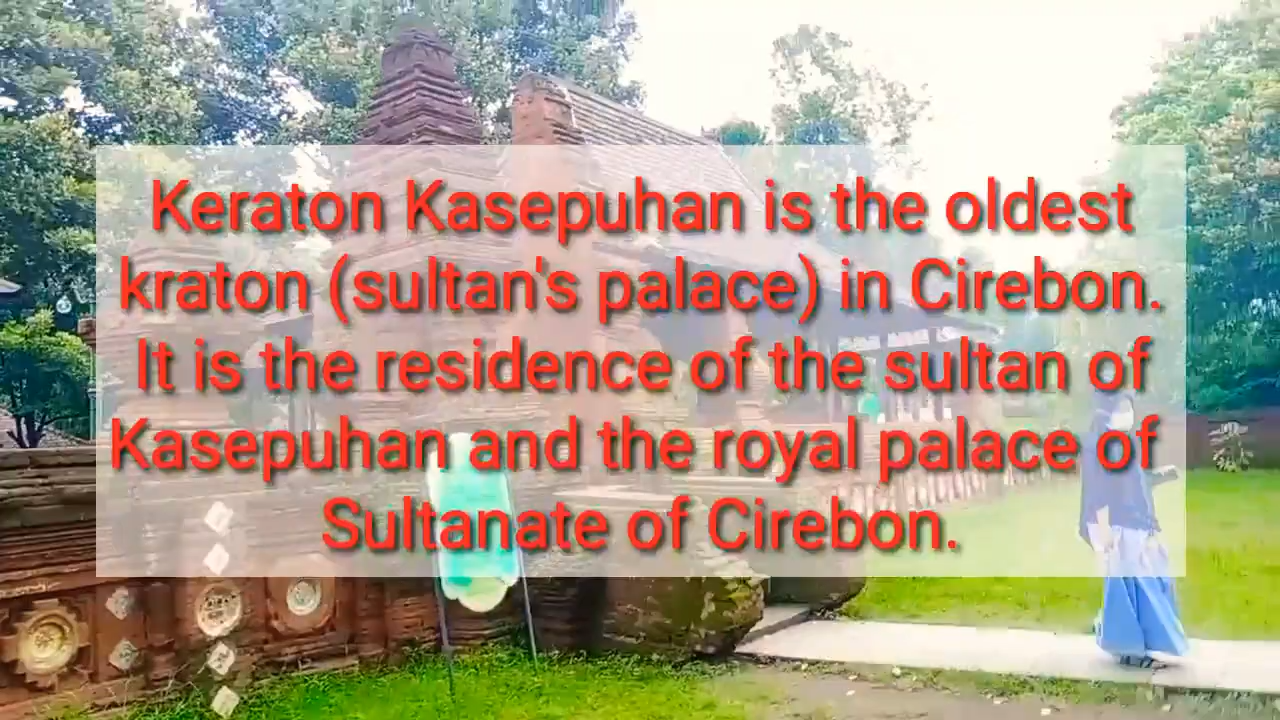 Keraton Kasepuhan is the oldest
kraton (sultan's palace) in Cirebon.
It is the residence of the sultan of
Kasepuhan and the royal palace of
Sultanate of Cirebon.